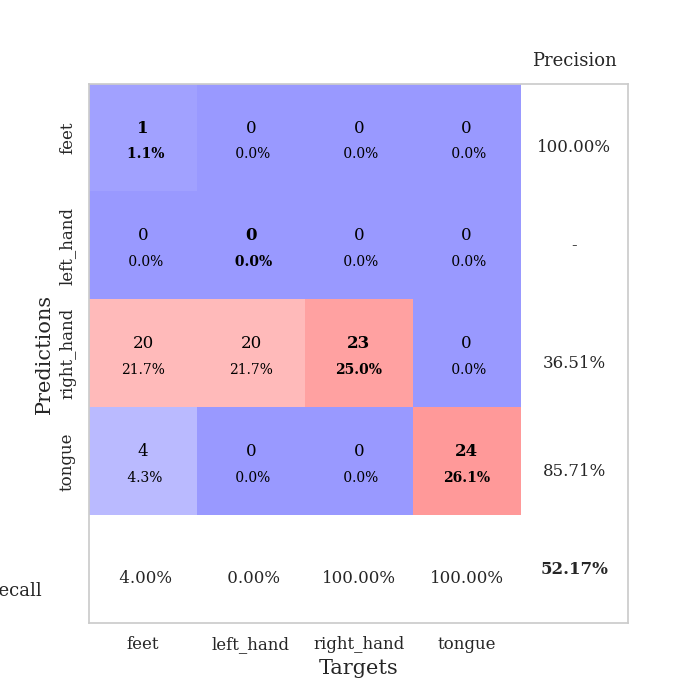 Precision
feet
1 0 0 0
1.1% 0.0% 0.0% 0.0%
100.00%
left_hand
0 0 0 0
0.0% 0.0% 0.0% 0.0%
-
Predictions
right_hand
20 20 23 0
21.7% 21.7% 25.0% 0.0%
36.51%
tongue
4 0 0 24
4.3% 0.0% 0.0% 26.1%
85.71%
ecall
4.00% 0.00% 100.00% 100.00%
52.17%
feet left_hand right_hand tongue
Targets